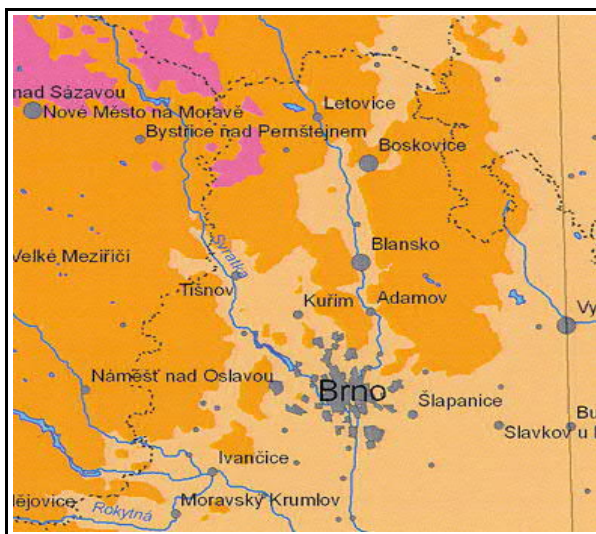 nad Sázavou
Letovice
Nové Město na Moravě
Bystřice nad Pernštejnem
Boskovice
Velké Meziříčí
Svratka
Blansko
Tišnov
Kuřim
Adamov
Vy
Náměšť nad Oslavou
Brno
Šlapanice
Bu
Slavkov u
Ivančice
ějovice
Rokytná
Moravský Krumlov